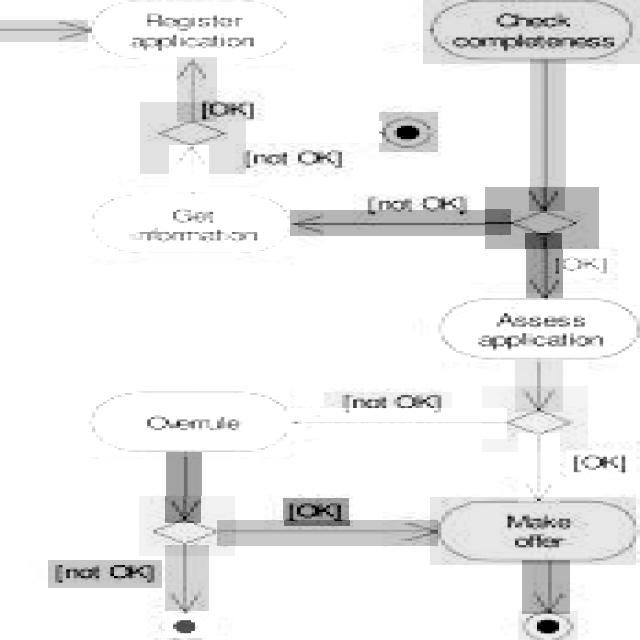 Register
application
Check
completeness
[OK]
[not OK]
[not OK]
Get
information
[OK]
Assess
application
[not OK]
Overrule
[OK]
[OK]
Make
offer
[not OK]